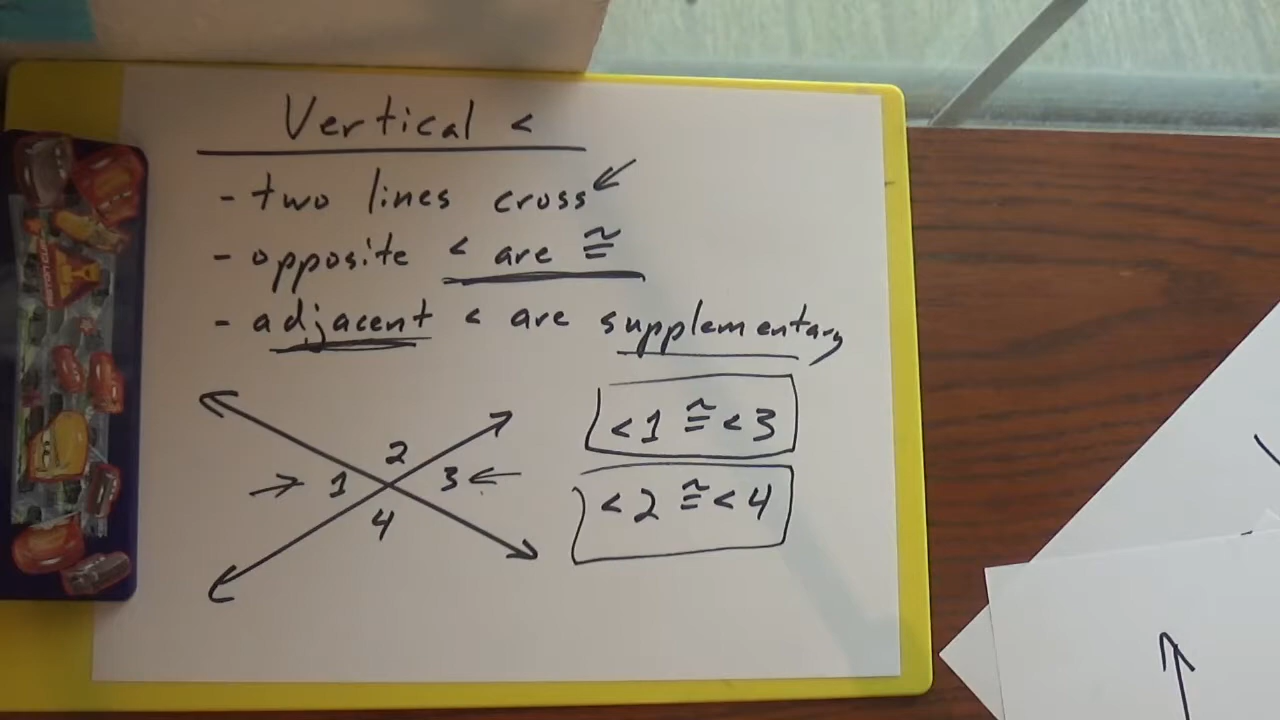 Vertical <
- two lines cross
- opposite < are ≅
- adjacent < are supplementary
<1 ≅ <3
<2 ≅ <4
2
1
3
4